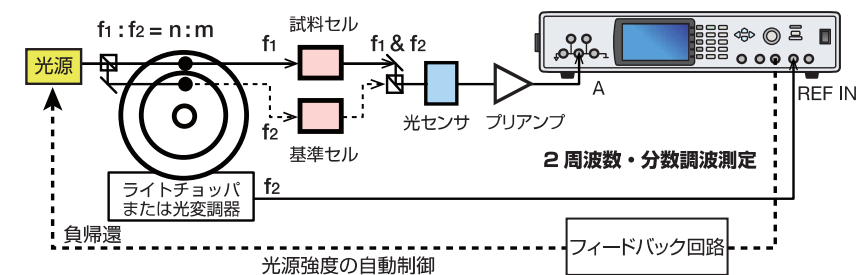 f1 : f2 = n : m
光源
f1
試料セル
f1 & f2
f2
基準セル
光センサ
プリアンプ
A
REF IN
2周波数・分数調波測定
ライトチョッパ
または光変調器
f2
負帰還
光源強度の自動制御
フィードバック回路